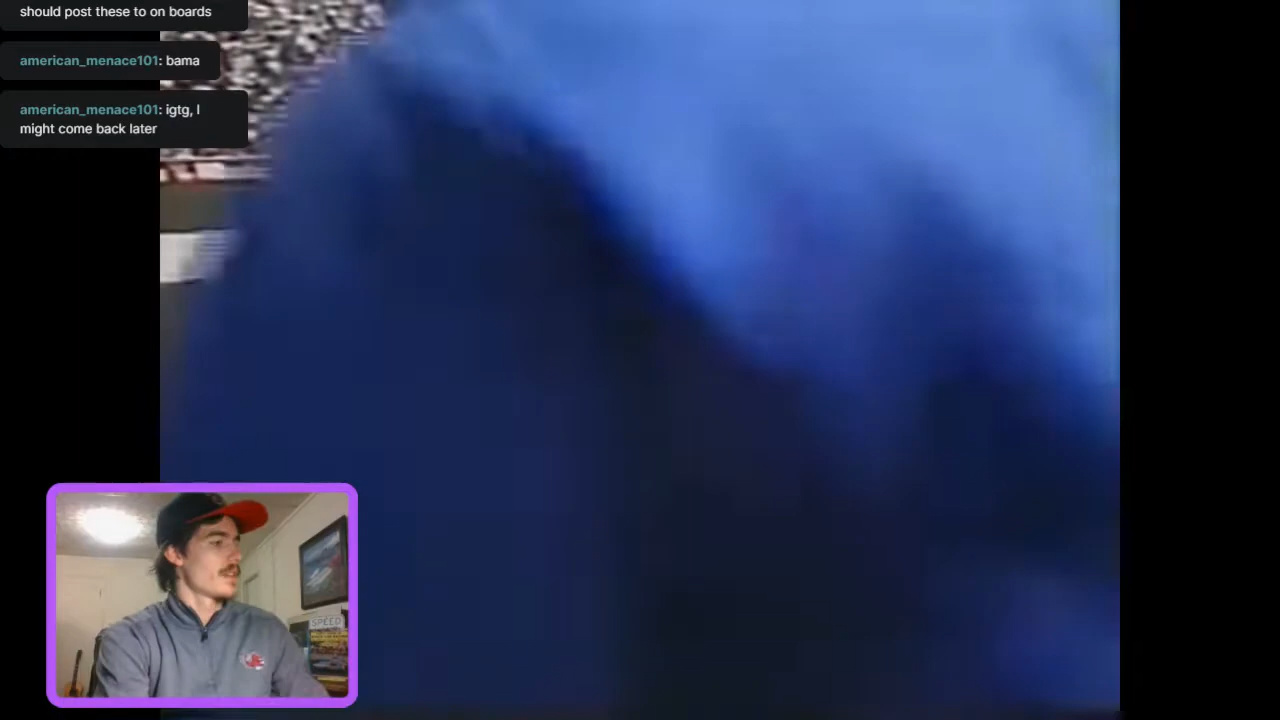 should post these to on boards
american_menace101: bama
american_menace101: igtg, I
might come back later
SPEED